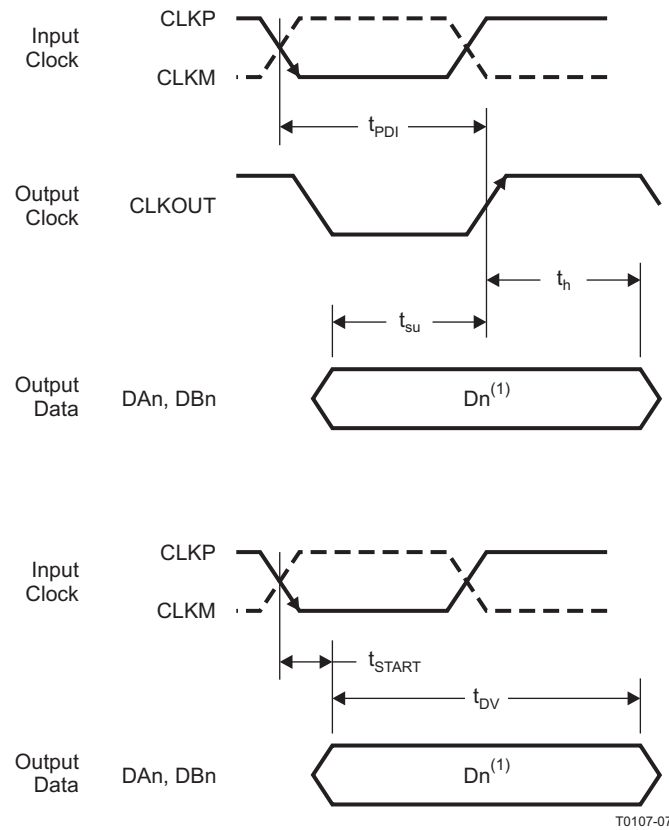 Input
Clock
CLKP
CLKM
t_PDI
Output
Clock
CLKOUT
t_h
t_su
Output
Data
DAn, DBn
Dn^(1)
Input
Clock
CLKP
CLKM
t_START
t_DV
Output
Data
DAn, DBn
Dn^(1)
T0107-07